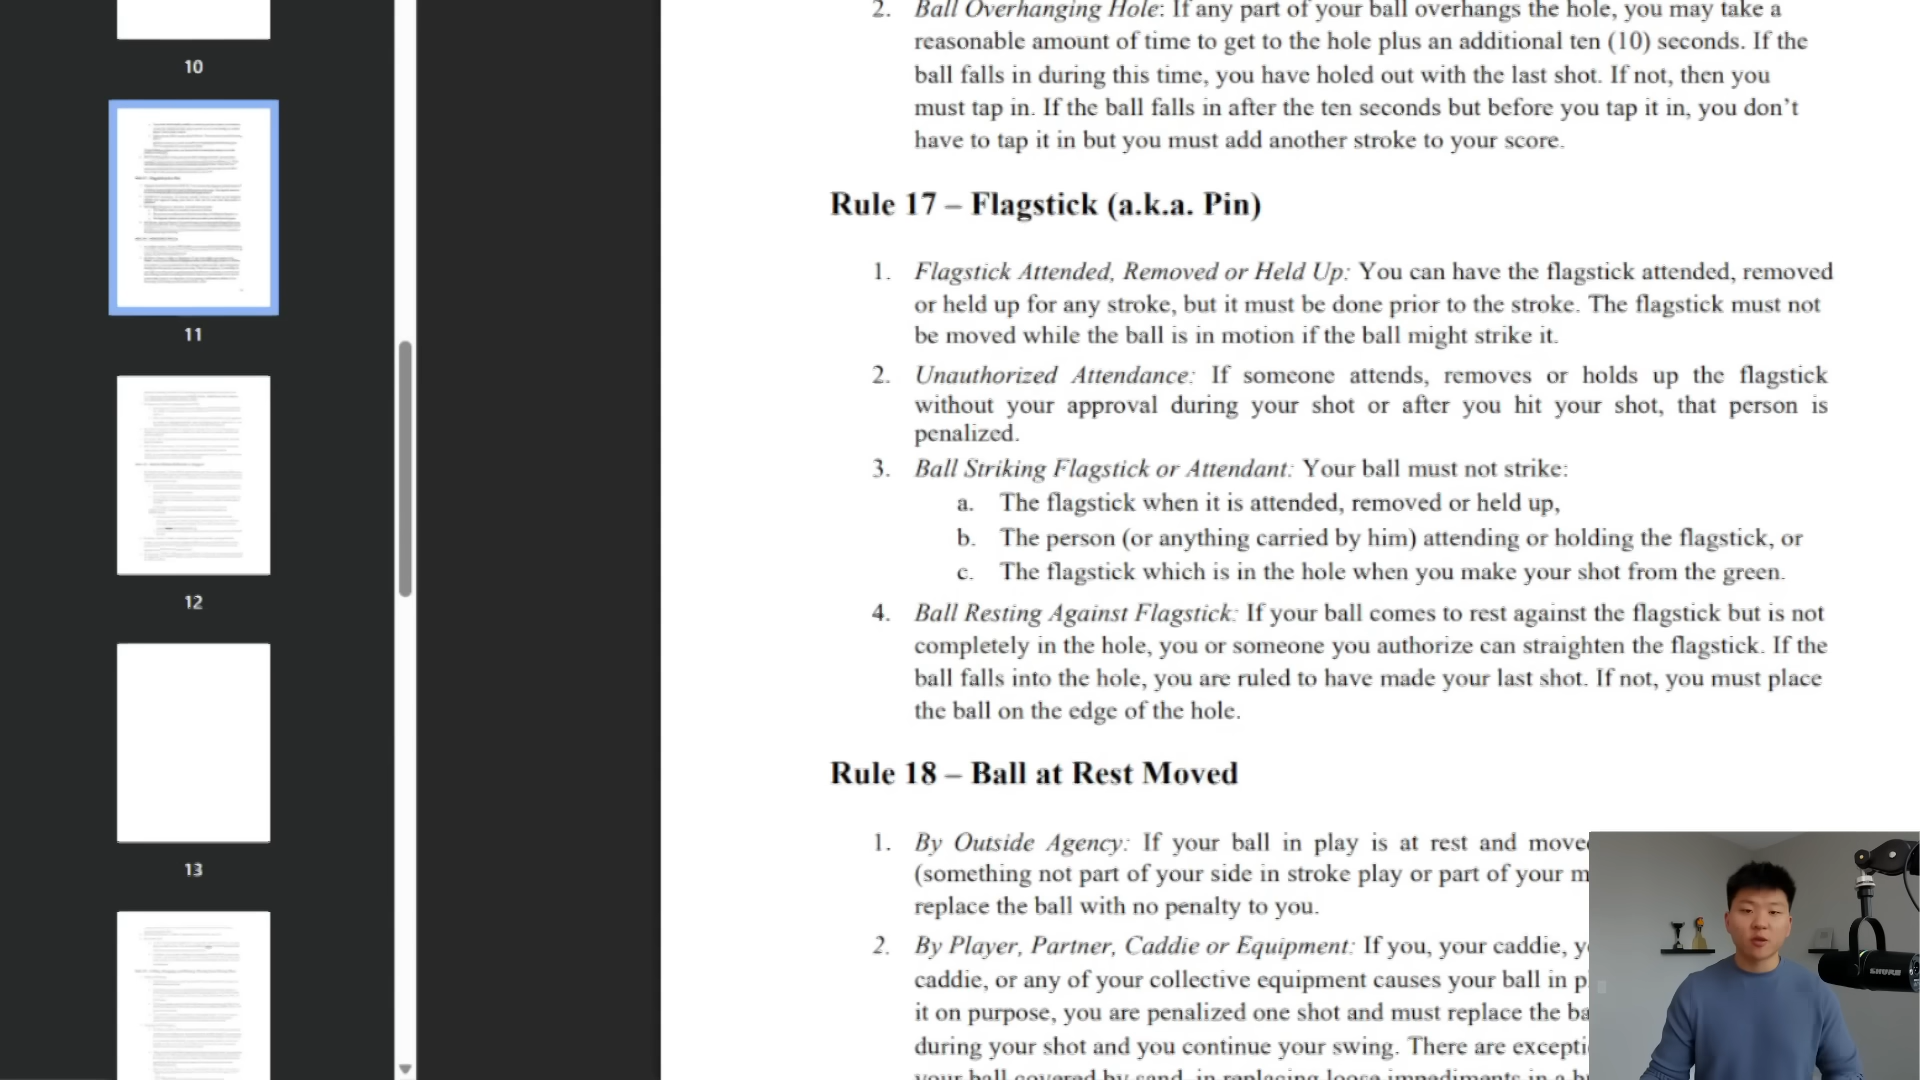 10
11
12
13
2. Ball Overhanging Hole: If any part of your ball overhangs the hole, you may take a
reasonable amount of time to get to the hole plus an additional ten (10) seconds. If the
ball falls in during this time, you have holed out with the last shot. If not, then you
must tap in. If the ball falls in after the ten seconds but before you tap it in, you don't
have to tap it in but you must add another stroke to your score.
Rule 17 – Flagstick (a.k.a. Pin)
1. Flagstick Attended, Removed or Held Up: You can have the flagstick attended, removed
or held up for any stroke, but it must be done prior to the stroke. The flagstick must not
be moved while the ball is in motion if the ball might strike it.
2. Unauthorized Attendance: If someone attends, removes or holds up the flagstick
without your approval during your shot or after you hit your shot, that person is
penalized.
3. Ball Striking Flagstick or Attendant: Your ball must not strike:
a. The flagstick when it is attended, removed or held up,
b. The person (or anything carried by him) attending or holding the flagstick, or
c. The flagstick which is in the hole when you make your shot from the green.
4. Ball Resting Against Flagstick: If your ball comes to rest against the flagstick but is not
completely in the hole, you or someone you authorize can straighten the flagstick. If the
ball falls into the hole, you are ruled to have made your last shot. If not, you must place
the ball on the edge of the hole.
Rule 18 – Ball at Rest Moved
1. By Outside Agency: If your ball in play is at rest and move
(something not part of your side in stroke play or part of your m
replace the ball with no penalty to you.
2. By Player, Partner, Caddie or Equipment: If you, your caddie, y
caddie, or any of your collective equipment causes your ball in p
it on purpose, you are penalized one shot and must replace the ba
during your shot and you continue your swing. There are excepti
your ball covered by sand, in replacing loose impediments in a b
SHURE